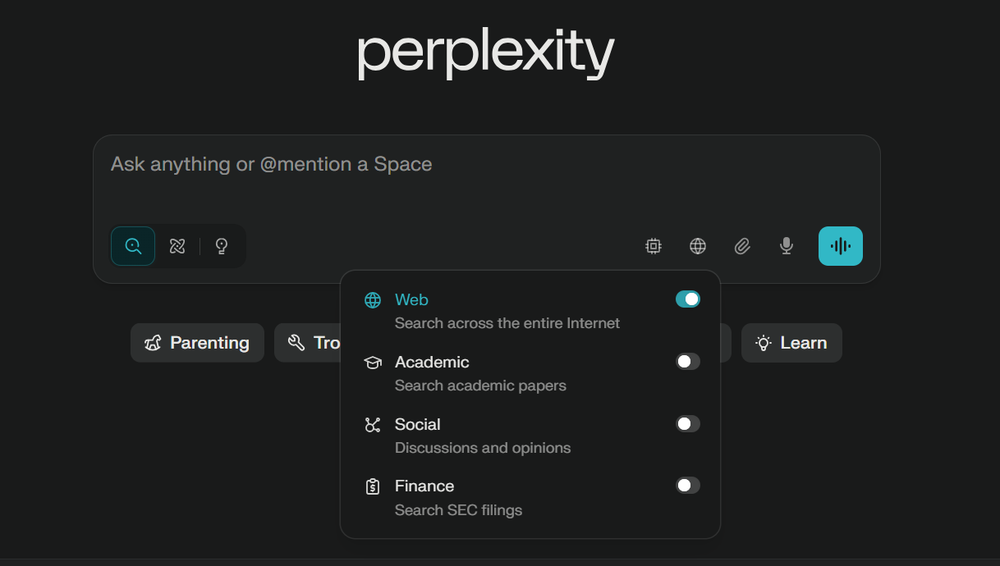 perplexity
Ask anything or @mention a Space
Web
Search across the entire Internet
Parenting
Tro
Learn
Academic
Search academic papers
Social
Discussions and opinions
Finance
Search SEC filings